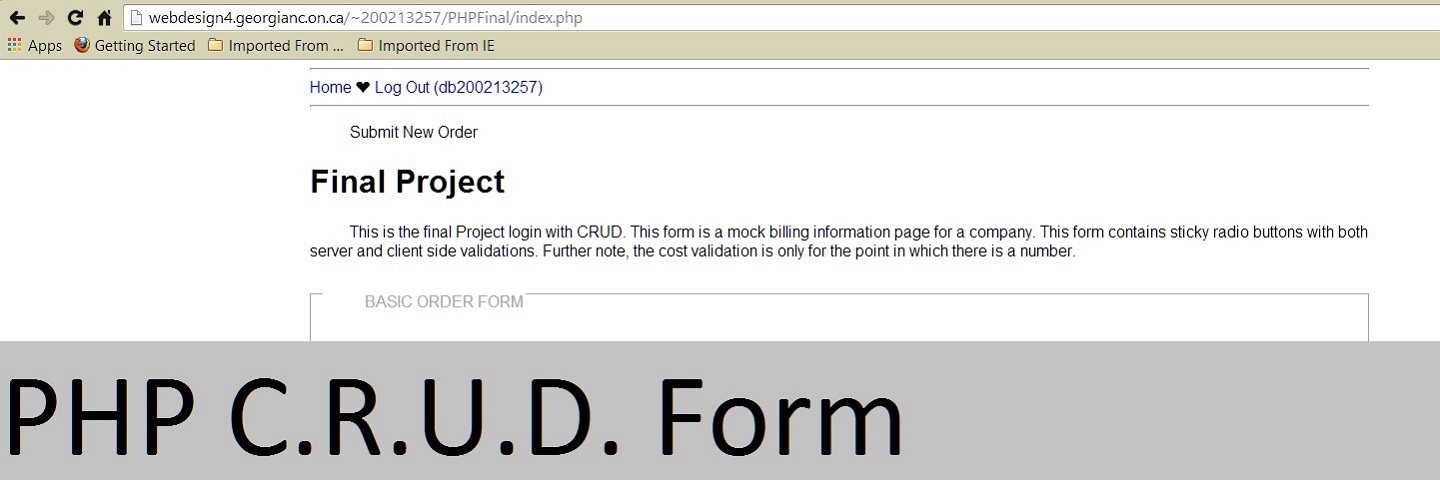 webdesign4.georgianc.on.ca/~200213257/PHPFinal/index.php
Apps Getting Started Imported From ... Imported From IE
Home ♥ Log Out (db200213257)
Submit New Order
Final Project
This is the final Project login with CRUD. This form is a mock billing information page for a company. This form contains sticky radio buttons with both
server and client side validations. Further note, the cost validation is only for the point in which there is a number.
BASIC ORDER FORM
PHP C.R.U.D. Form